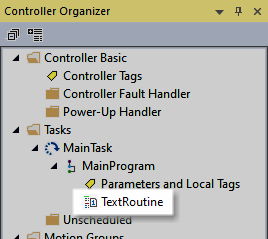 Controller Organizer
Controller Basic
Controller Tags
Controller Fault Handler
Power-Up Handler
Tasks
MainTask
MainProgram
Parameters and Local Tags
TextRoutine
Unscheduled
Motion Groups